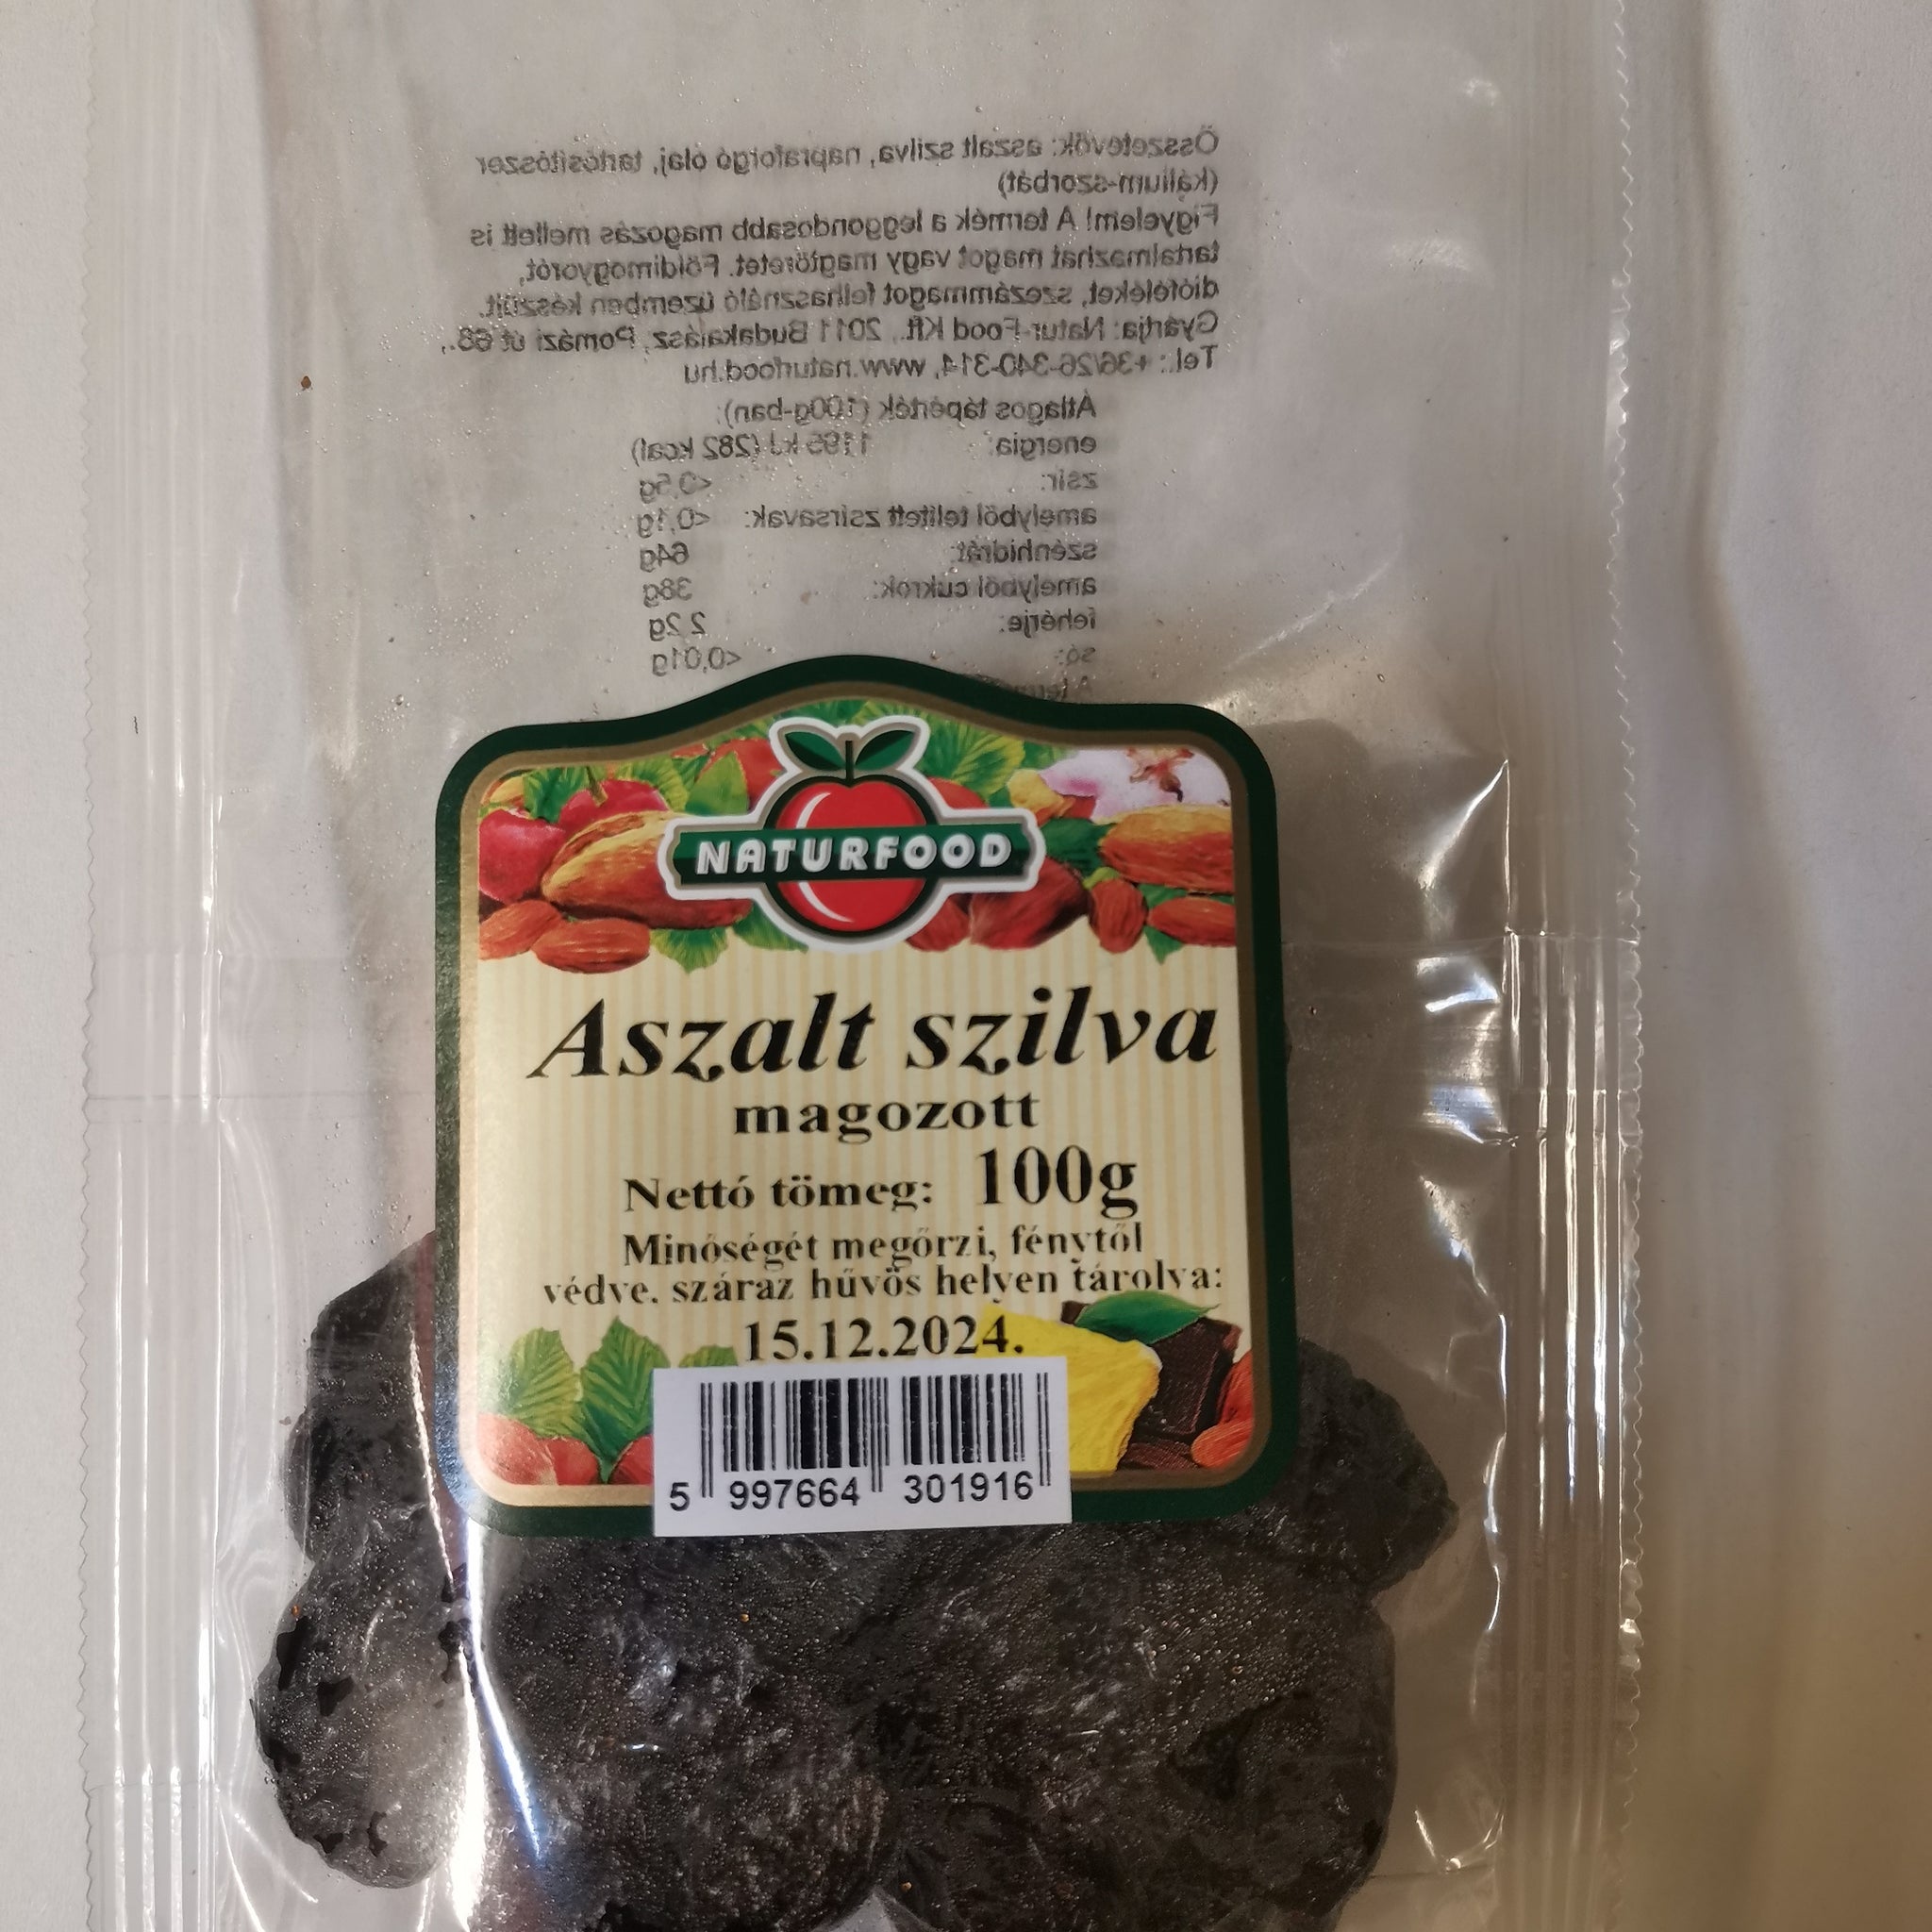 Összetevők: aszalt szilva, napraforgó olaj, tartósítószer
(kálium-szorbát)
Figyelem! A termék a leggondosabb magozás mellett is
tartalmazhat magot vagy magtöretet. Földimogyorót,
dióféléket, szezámmagot felhasználó üzemben készült.
Gyártja: Natur-Food Kft., 2011 Budakalász, Pomázi út 68.,
Tel.: +36/26-340-314, www.naturfood.hu
Átlagos tápérték (100g-ban):
energia: 1195 kJ (282 kcal)
zsír: <0,5g
amelyből telített zsírsavak: <0,1g
szénhidrát: 64g
amelyből cukrok: 38g
fehérje: 2,2g
só: <0,01g
NATURFOOD
Aszalt szilva
magozott
Nettó tömeg: 100g
Minőségét megőrzi, fénytől
védve, száraz hűvös helyen tárolva:
15.12.2024.
5 997664 301916